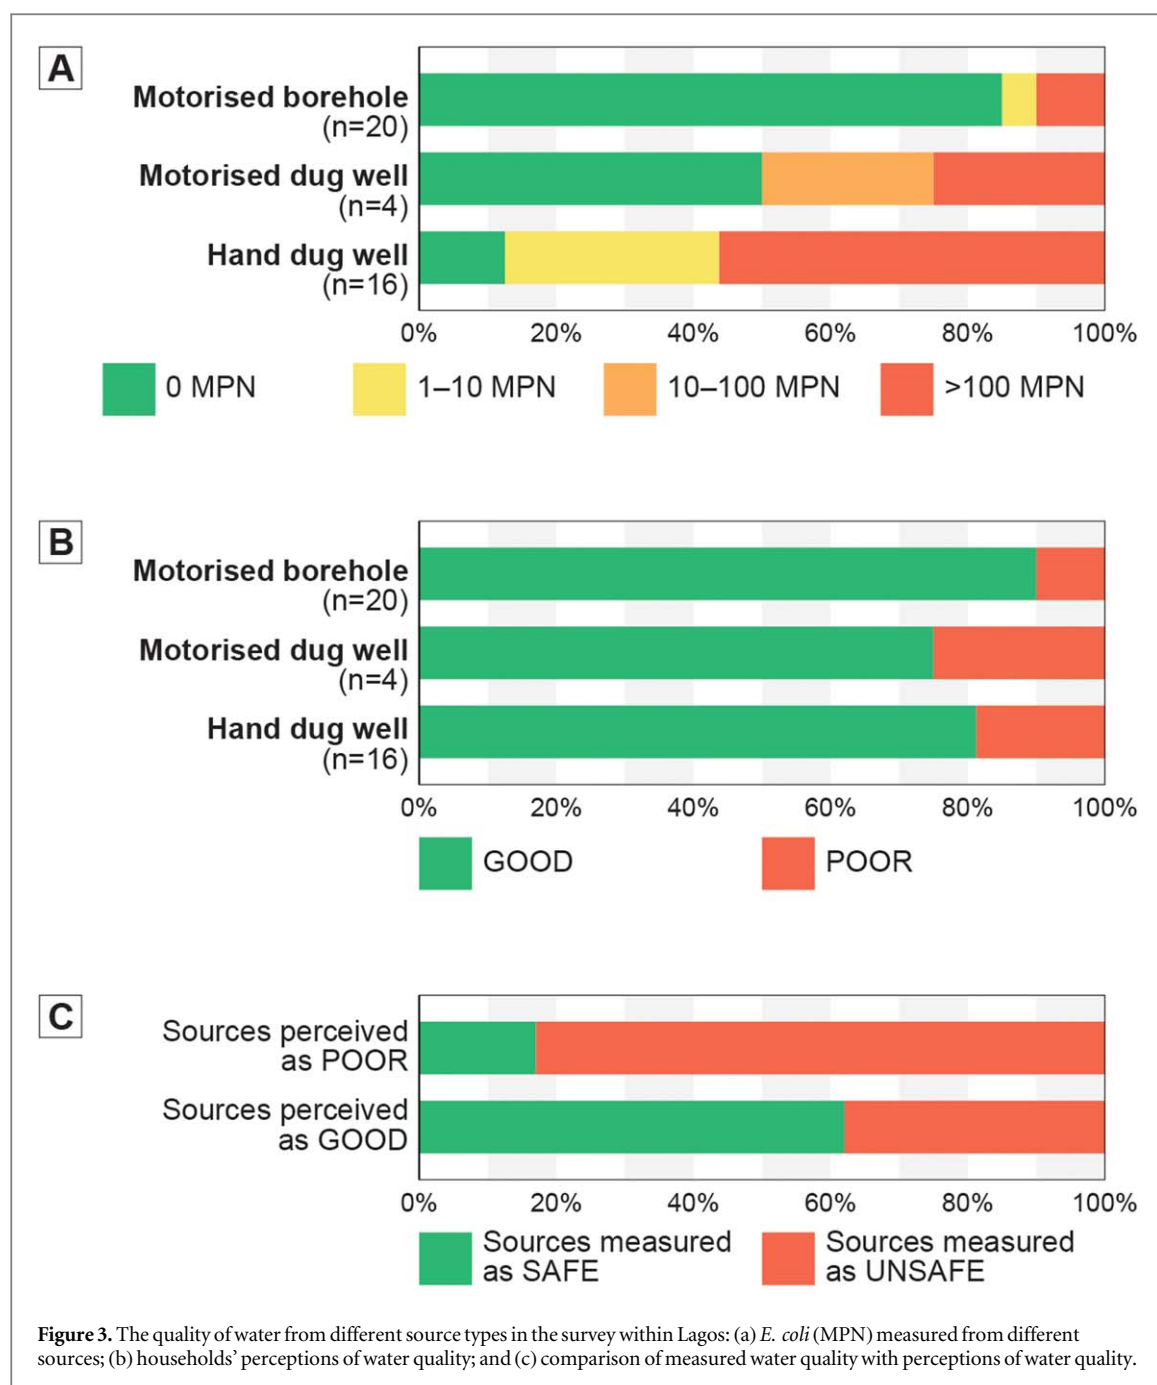 A
Motorised borehole
(n=20)
Motorised dug well
(n=4)
Hand dug well
(n=16)
0% 20% 40% 60% 80% 100%
0 MPN 1–10 MPN 10–100 MPN >100 MPN
B
Motorised borehole
(n=20)
Motorised dug well
(n=4)
Hand dug well
(n=16)
0% 20% 40% 60% 80% 100%
GOOD POOR
C
Sources perceived
as POOR
Sources perceived
as GOOD
0% 20% 40% 60% 80% 100%
Sources measured
as SAFE
Sources measured
as UNSAFE
Figure 3. The quality of water from different source types in the survey within Lagos: (a) E. coli (MPN) measured from different
sources; (b) households' perceptions of water quality; and (c) comparison of measured water quality with perceptions of water quality.